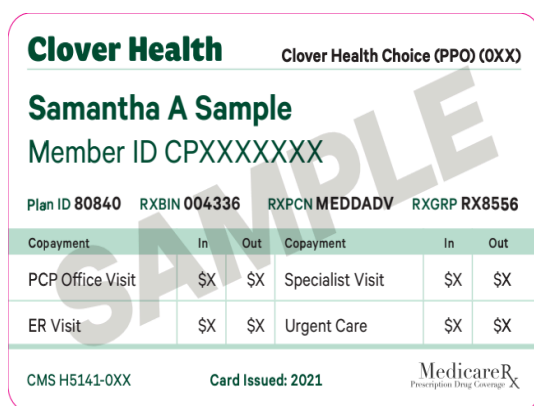 Clover Health
Clover Health Choice (PPO) (0XX)
Samantha A Sample
Member ID CPXXXXXXX
Plan ID 80840 RXBIN 004336 RXPCN MEDDADV RXGRP RX8556
Copayment In Out Copayment In Out
PCP Office Visit $X $X Specialist Visit $X $X
ER Visit $X $X Urgent Care $X $X
SAMPLE
CMS H5141-0XX Card Issued: 2021
MedicareRx
Prescription Drug Coverage